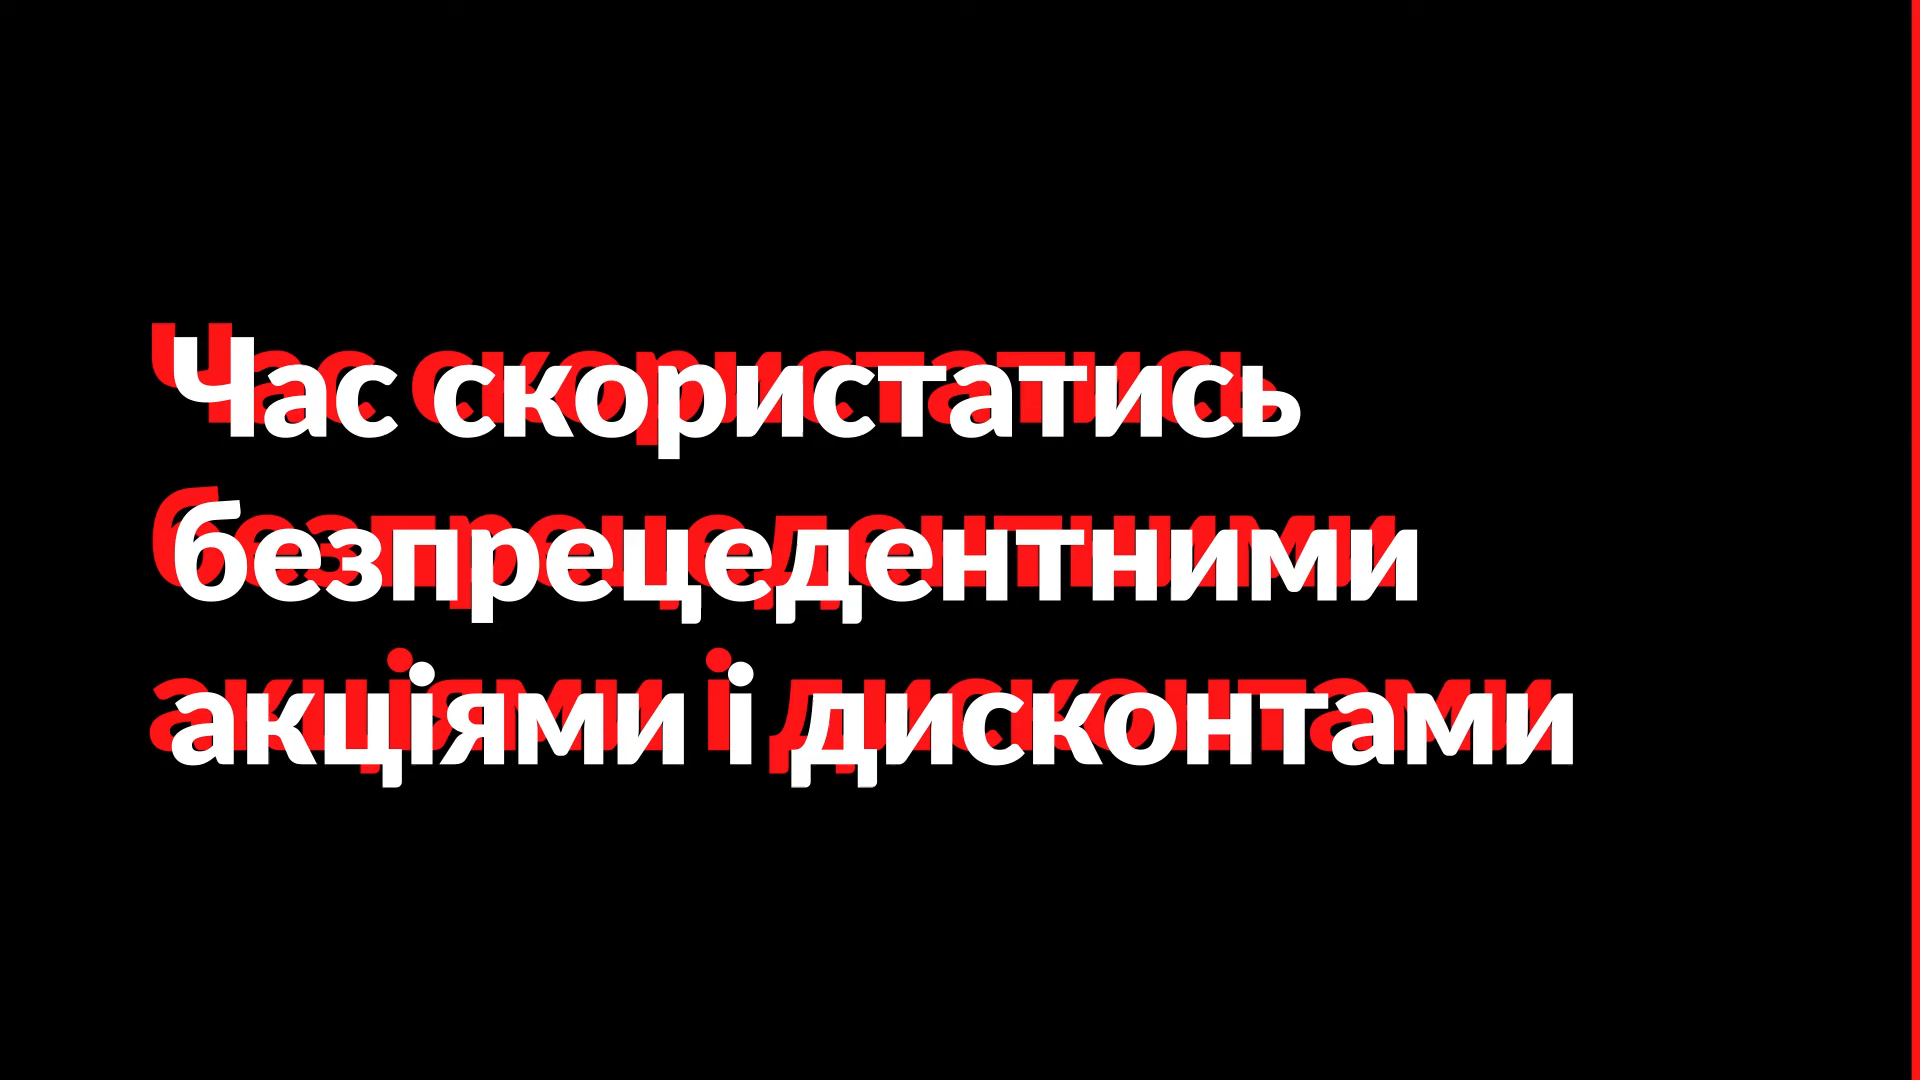 Час скористатись
безпрецедентними
акціями і дисконтами